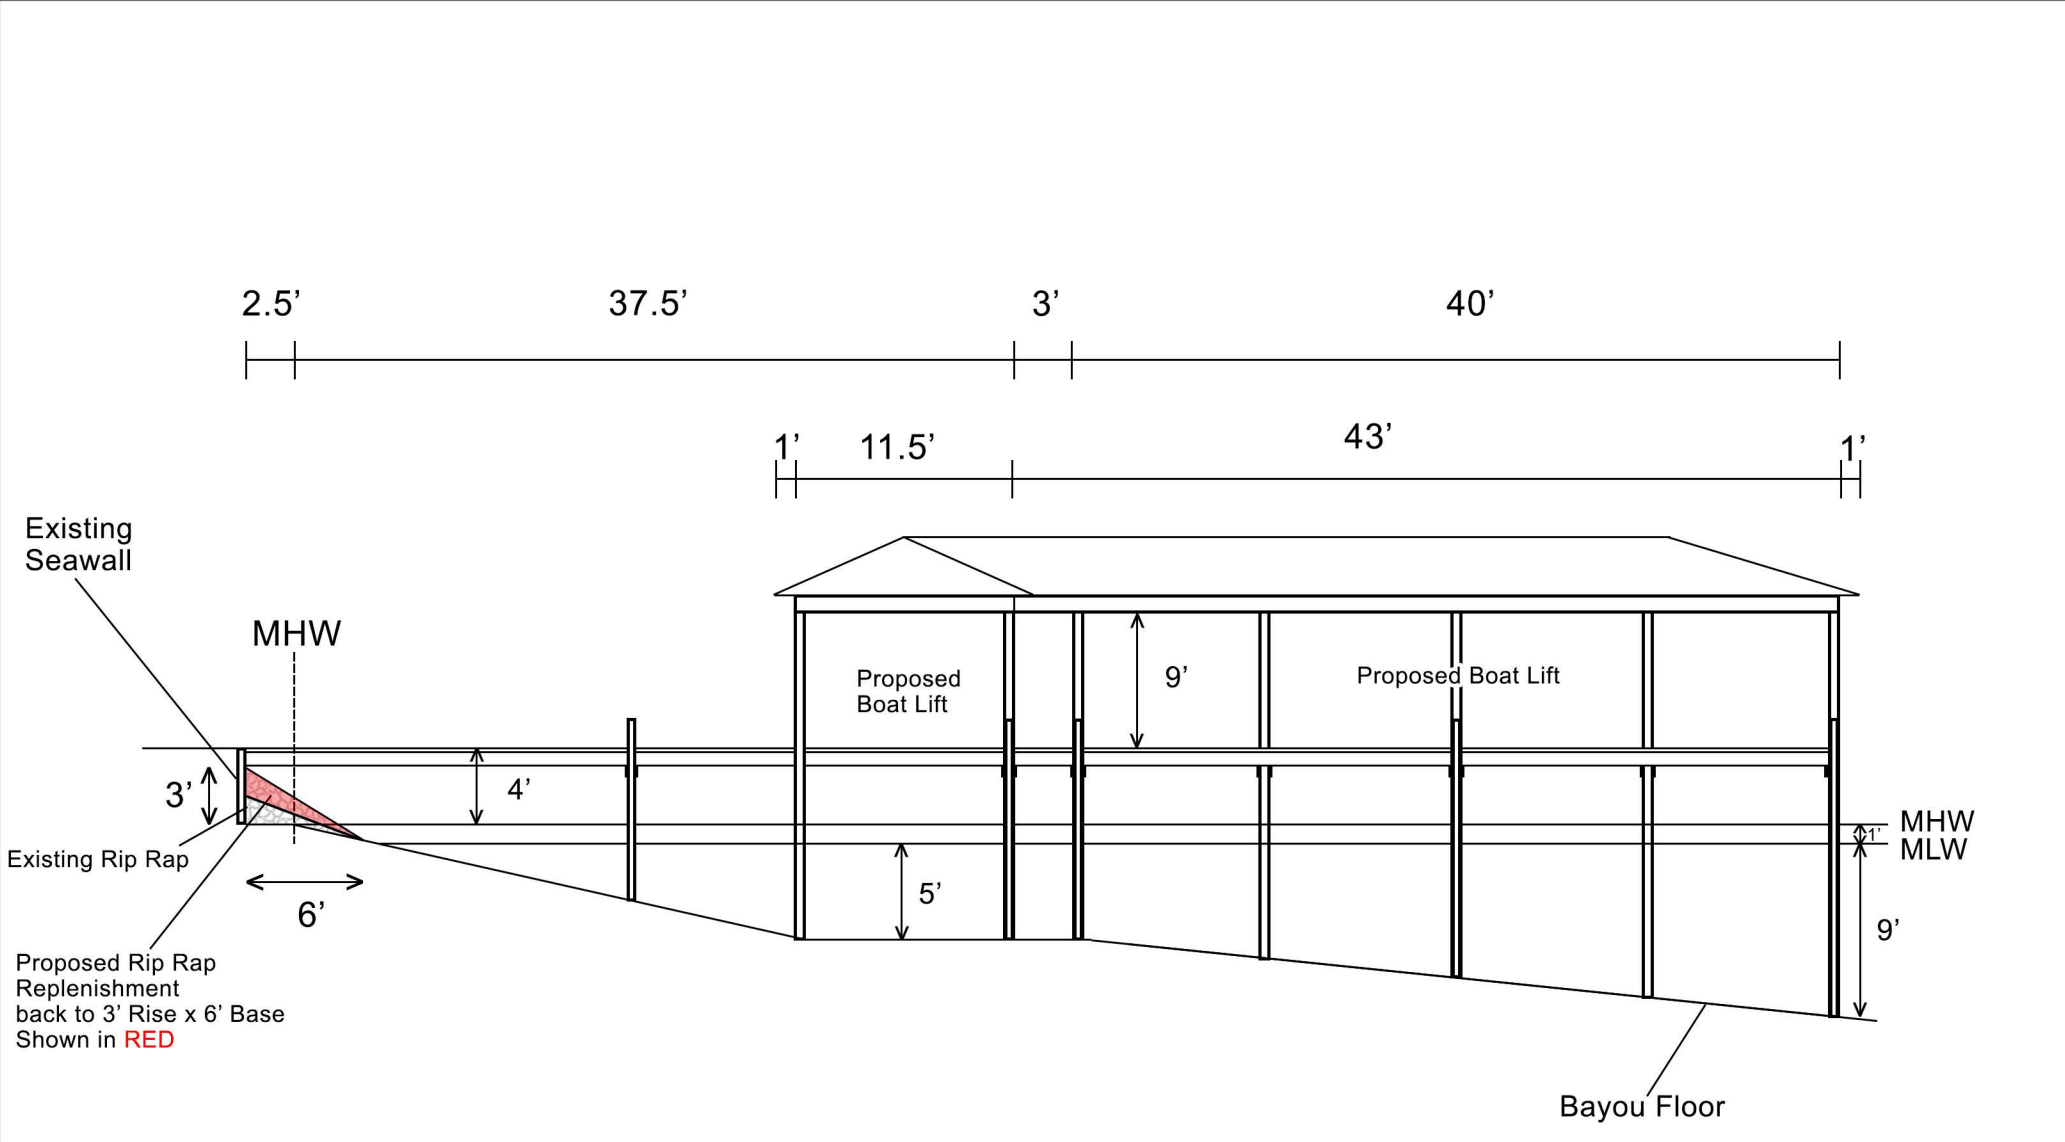 2.5’
37.5’
3’
40’
1’
11.5’
43’
1’
Existing
Seawall
MHW
Proposed
Boat Lift
9’
Proposed Boat Lift
3’
4’
MHW
1’
MLW
Existing Rip Rap
5’
6’
9’
Proposed Rip Rap
Replenishment
back to 3’ Rise x 6’ Base
Shown in RED
Bayou Floor